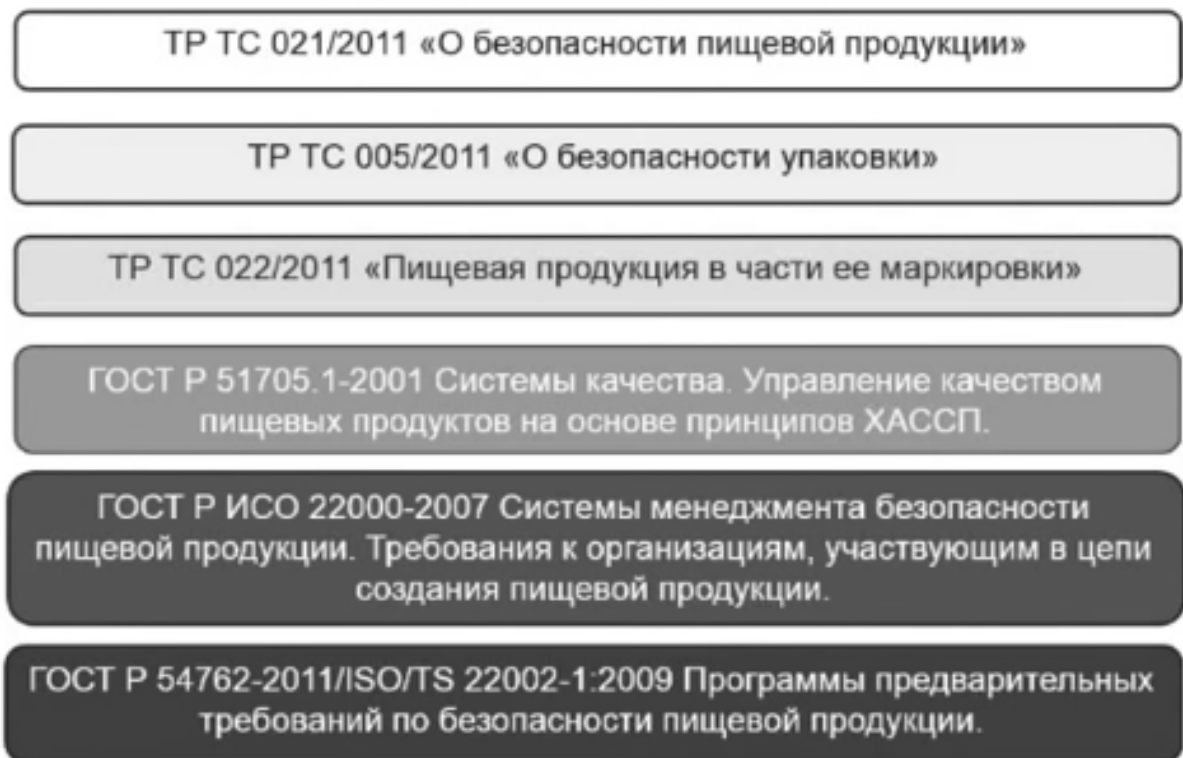 ТР ТС 021/2011 «О безопасности пищевой продукции»
ТР ТС 005/2011 «О безопасности упаковки»
ТР ТС 022/2011 «Пищевая продукция в части ее маркировки»
ГОСТ Р 51705.1-2001 Системы качества. Управление качеством
пищевых продуктов на основе принципов ХАССП.
ГОСТ Р ИСО 22000-2007 Системы менеджмента безопасности
пищевой продукции. Требования к организациям, участвующим в цепи
создания пищевой продукции.
ГОСТ Р 54762-2011/ISO/TS 22002-1:2009 Программы предварительных
требований по безопасности пищевой продукции.